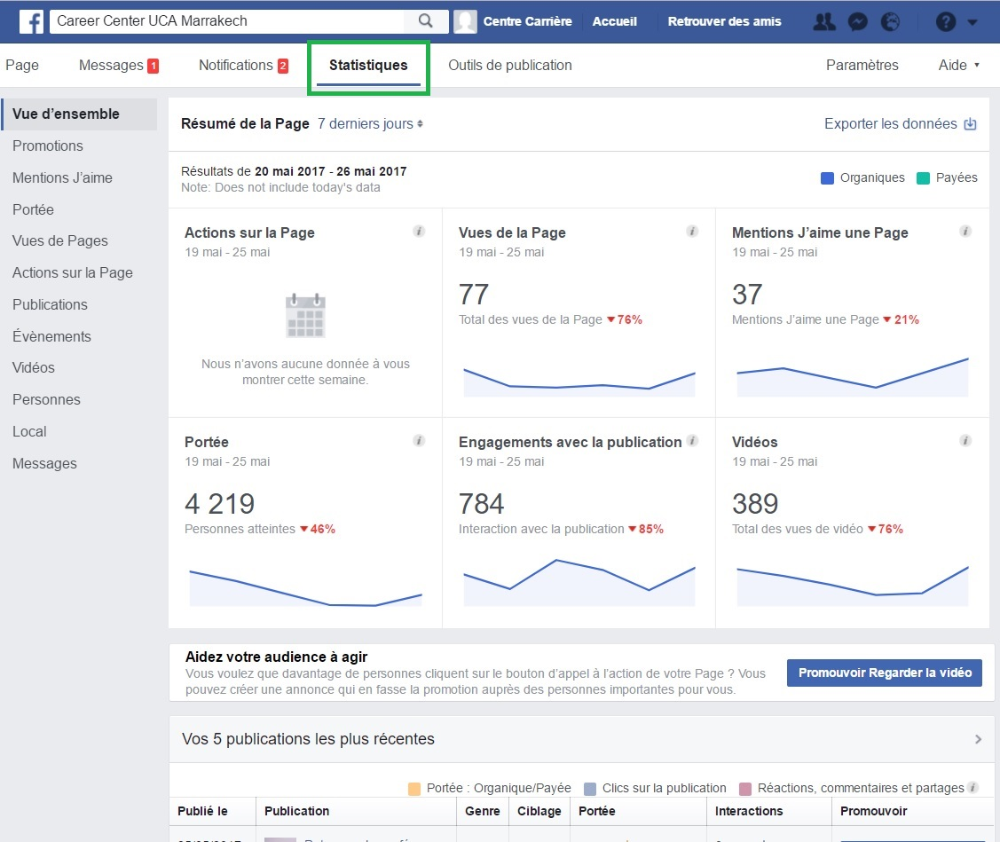 Career Center UCA Marrakech
Centre Carrière
Accueil
Retrouver des amis
Page
Messages 1
Notifications 2
Statistiques
Outils de publication
Paramètres
Aide
Vue d'ensemble
Promotions
Mentions J'aime
Portée
Vues de Pages
Actions sur la Page
Publications
Évènements
Vidéos
Personnes
Local
Messages
Résumé de la Page 7 derniers jours
Exporter les données
Résultats de 20 mai 2017 - 26 mai 2017
Note: Does not include today's data
Organiques
Payées
Actions sur la Page
19 mai - 25 mai
Nous n'avons aucune donnée à vous
montrer cette semaine.
Vues de la Page
19 mai - 25 mai
77
Total des vues de la Page 76%
Mentions J'aime une Page
19 mai - 25 mai
37
Mentions J'aime une Page 21%
Portée
19 mai - 25 mai
4 219
Personnes atteintes 46%
Engagements avec la publication
19 mai - 25 mai
784
Interaction avec la publication 85%
Vidéos
19 mai - 25 mai
389
Total des vues de vidéo 76%
Aidez votre audience à agir
Vous voulez que davantage de personnes cliquent sur le bouton d'appel à l'action de votre Page ? Vous
pouvez créer une annonce qui en fasse la promotion auprès des personnes importantes pour vous.
Promouvoir Regarder la vidéo
Vos 5 publications les plus récentes
Portée : Organique/Payée
Clics sur la publication
Réactions, commentaires et partages
Publié le
Publication
Genre
Ciblage
Portée
Interactions
Promouvoir